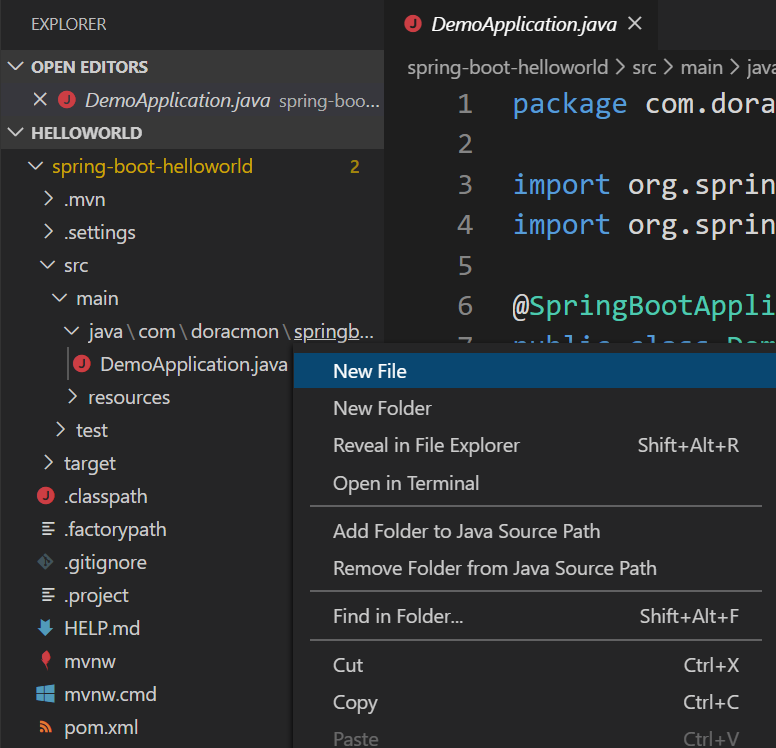 EXPLORER
OPEN EDITORS
DemoApplication.java spring-boo...
HELLOWORLD
spring-boot-helloworld 2
.mvn
.settings
src
main
java\com\doracmon\springb...
DemoApplication.java
resources
test
target
.classpath
.factorypath
.gitignore
.project
HELP.md
mvnw
mvnw.cmd
pom.xml
DemoApplication.java
spring-boot-helloworld > src > main > java
1 package com.dora
2
3 import org.sprin
4 import org.sprin
5
6 @SpringBootAppli
7 public class Dem
New File
New Folder
Reveal in File Explorer Shift+Alt+R
Open in Terminal
Add Folder to Java Source Path
Remove Folder from Java Source Path
Find in Folder... Shift+Alt+F
Cut Ctrl+X
Copy Ctrl+C
Paste Ctrl+V